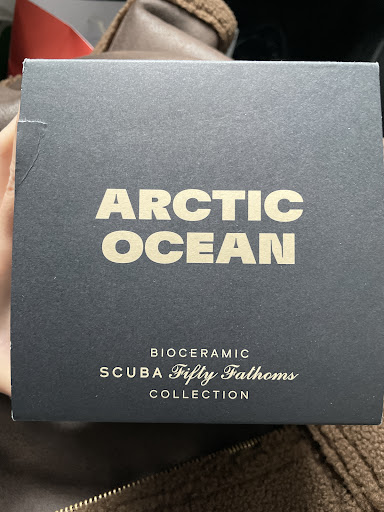 ARCTIC
OCEAN
BIOCERAMIC
SCUBA Fifty Fathoms
COLLECTION